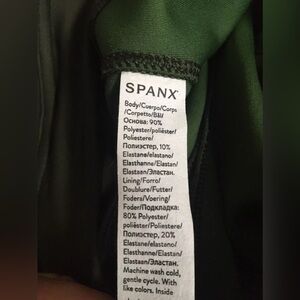 SPANX
Body/Cuerpo/Corps
/Corpetto/Bál/
Основа: 90%
Polyester/poliéster/
Poliestere/
Полиэстер, 10%
Elastane/elastano/
Elasthanne/Elastan/
Elastaan/Эластан.
Lining/Forro/
Doublure/Futter/
Fodera/Voering/
Foder/Подкладка:
80% Polyester/
poliéster/Poliestere/
Полиэстер, 20%
Elastane/elastano/
Elasthanne/Elastan/
Elastaan/Эластан.
Machine wash cold,
gentle cycle. With
like colors. Inside